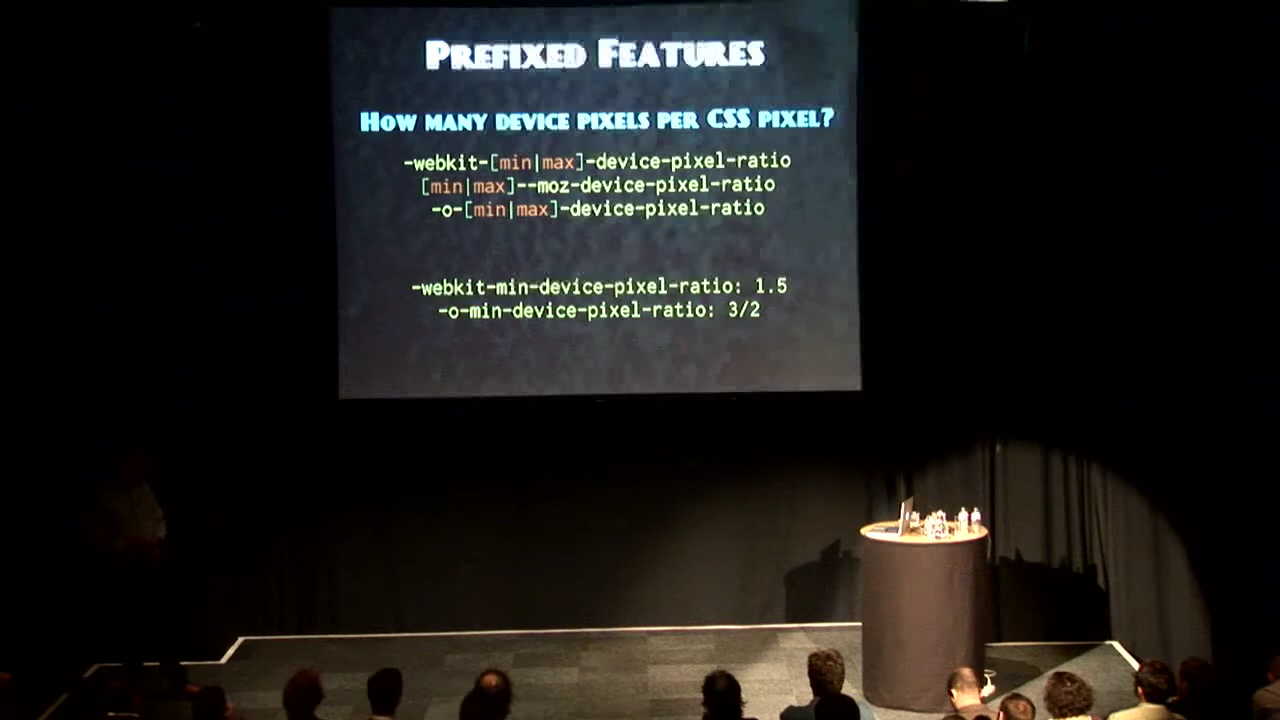 PREFIXED FEATURES
HOW MANY DEVICE PIXELS PER CSS PIXEL?
-webkit-[min|max]-device-pixel-ratio
[min|max]--moz-device-pixel-ratio
-o-[min|max]-device-pixel-ratio
-webkit-min-device-pixel-ratio: 1.5
-o-min-device-pixel-ratio: 3/2